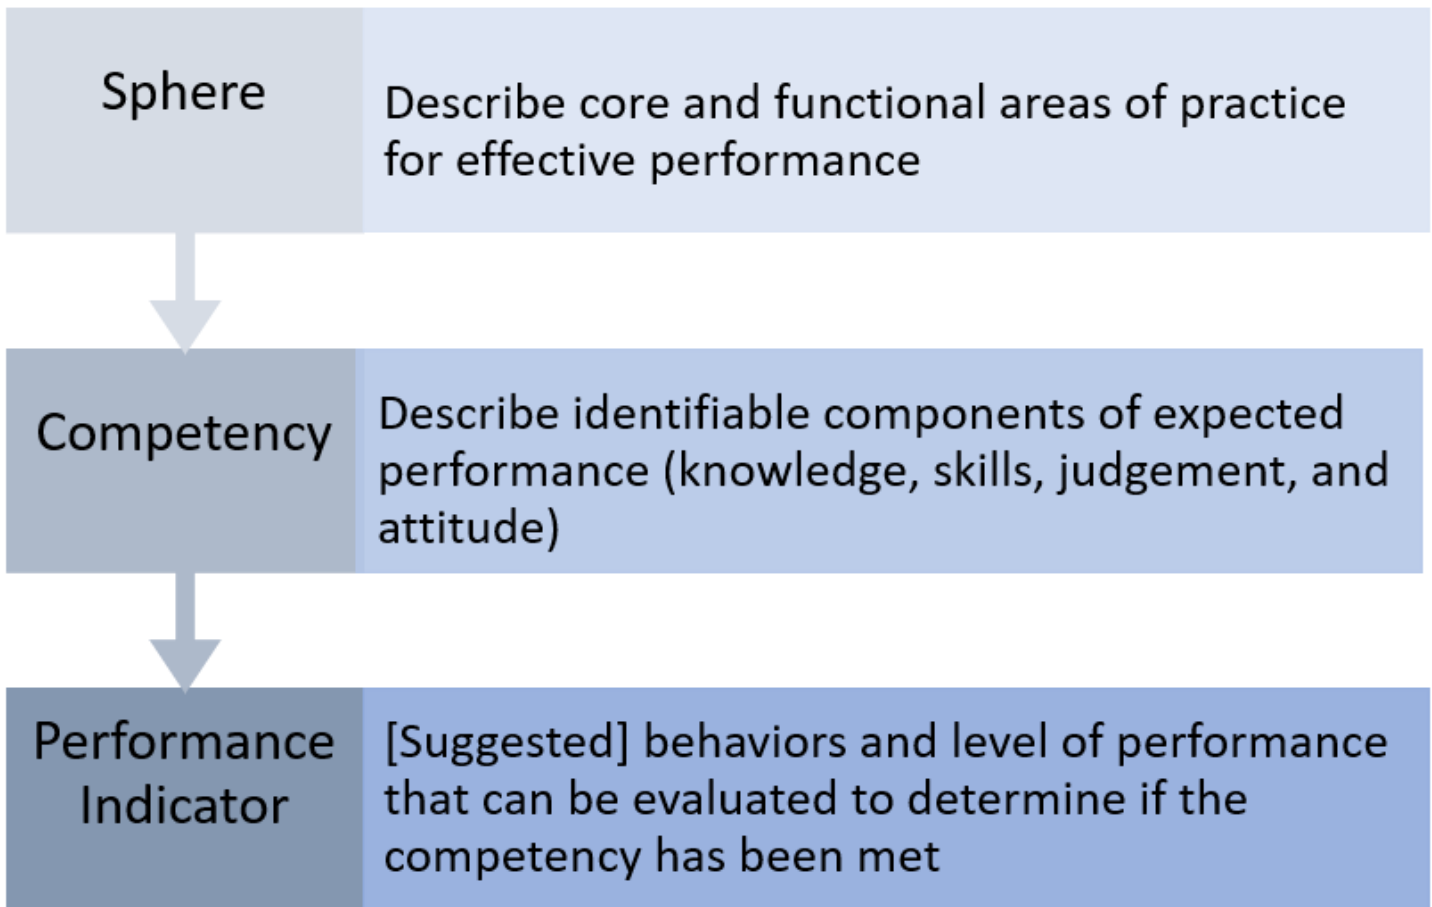 Sphere
Describe core and functional areas of practice
for effective performance
Competency
Describe identifiable components of expected
performance (knowledge, skills, judgement, and
attitude)
Performance
Indicator
[Suggested] behaviors and level of performance
that can be evaluated to determine if the
competency has been met